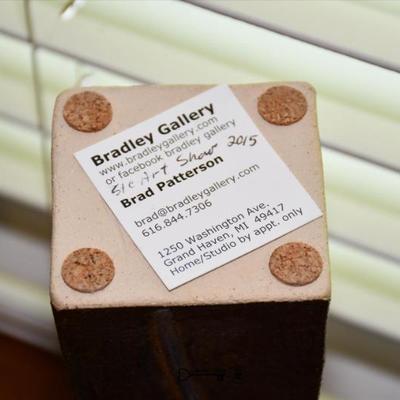 Bradley Gallery
www.bradleygallery.com
or facebook bradley gallery
Art Show 2015
Brad Patterson
brad@bradleygallery.com
616.844.7306
1250 Washington Ave.
Grand Haven, MI 49417
Home/Studio by appt. only